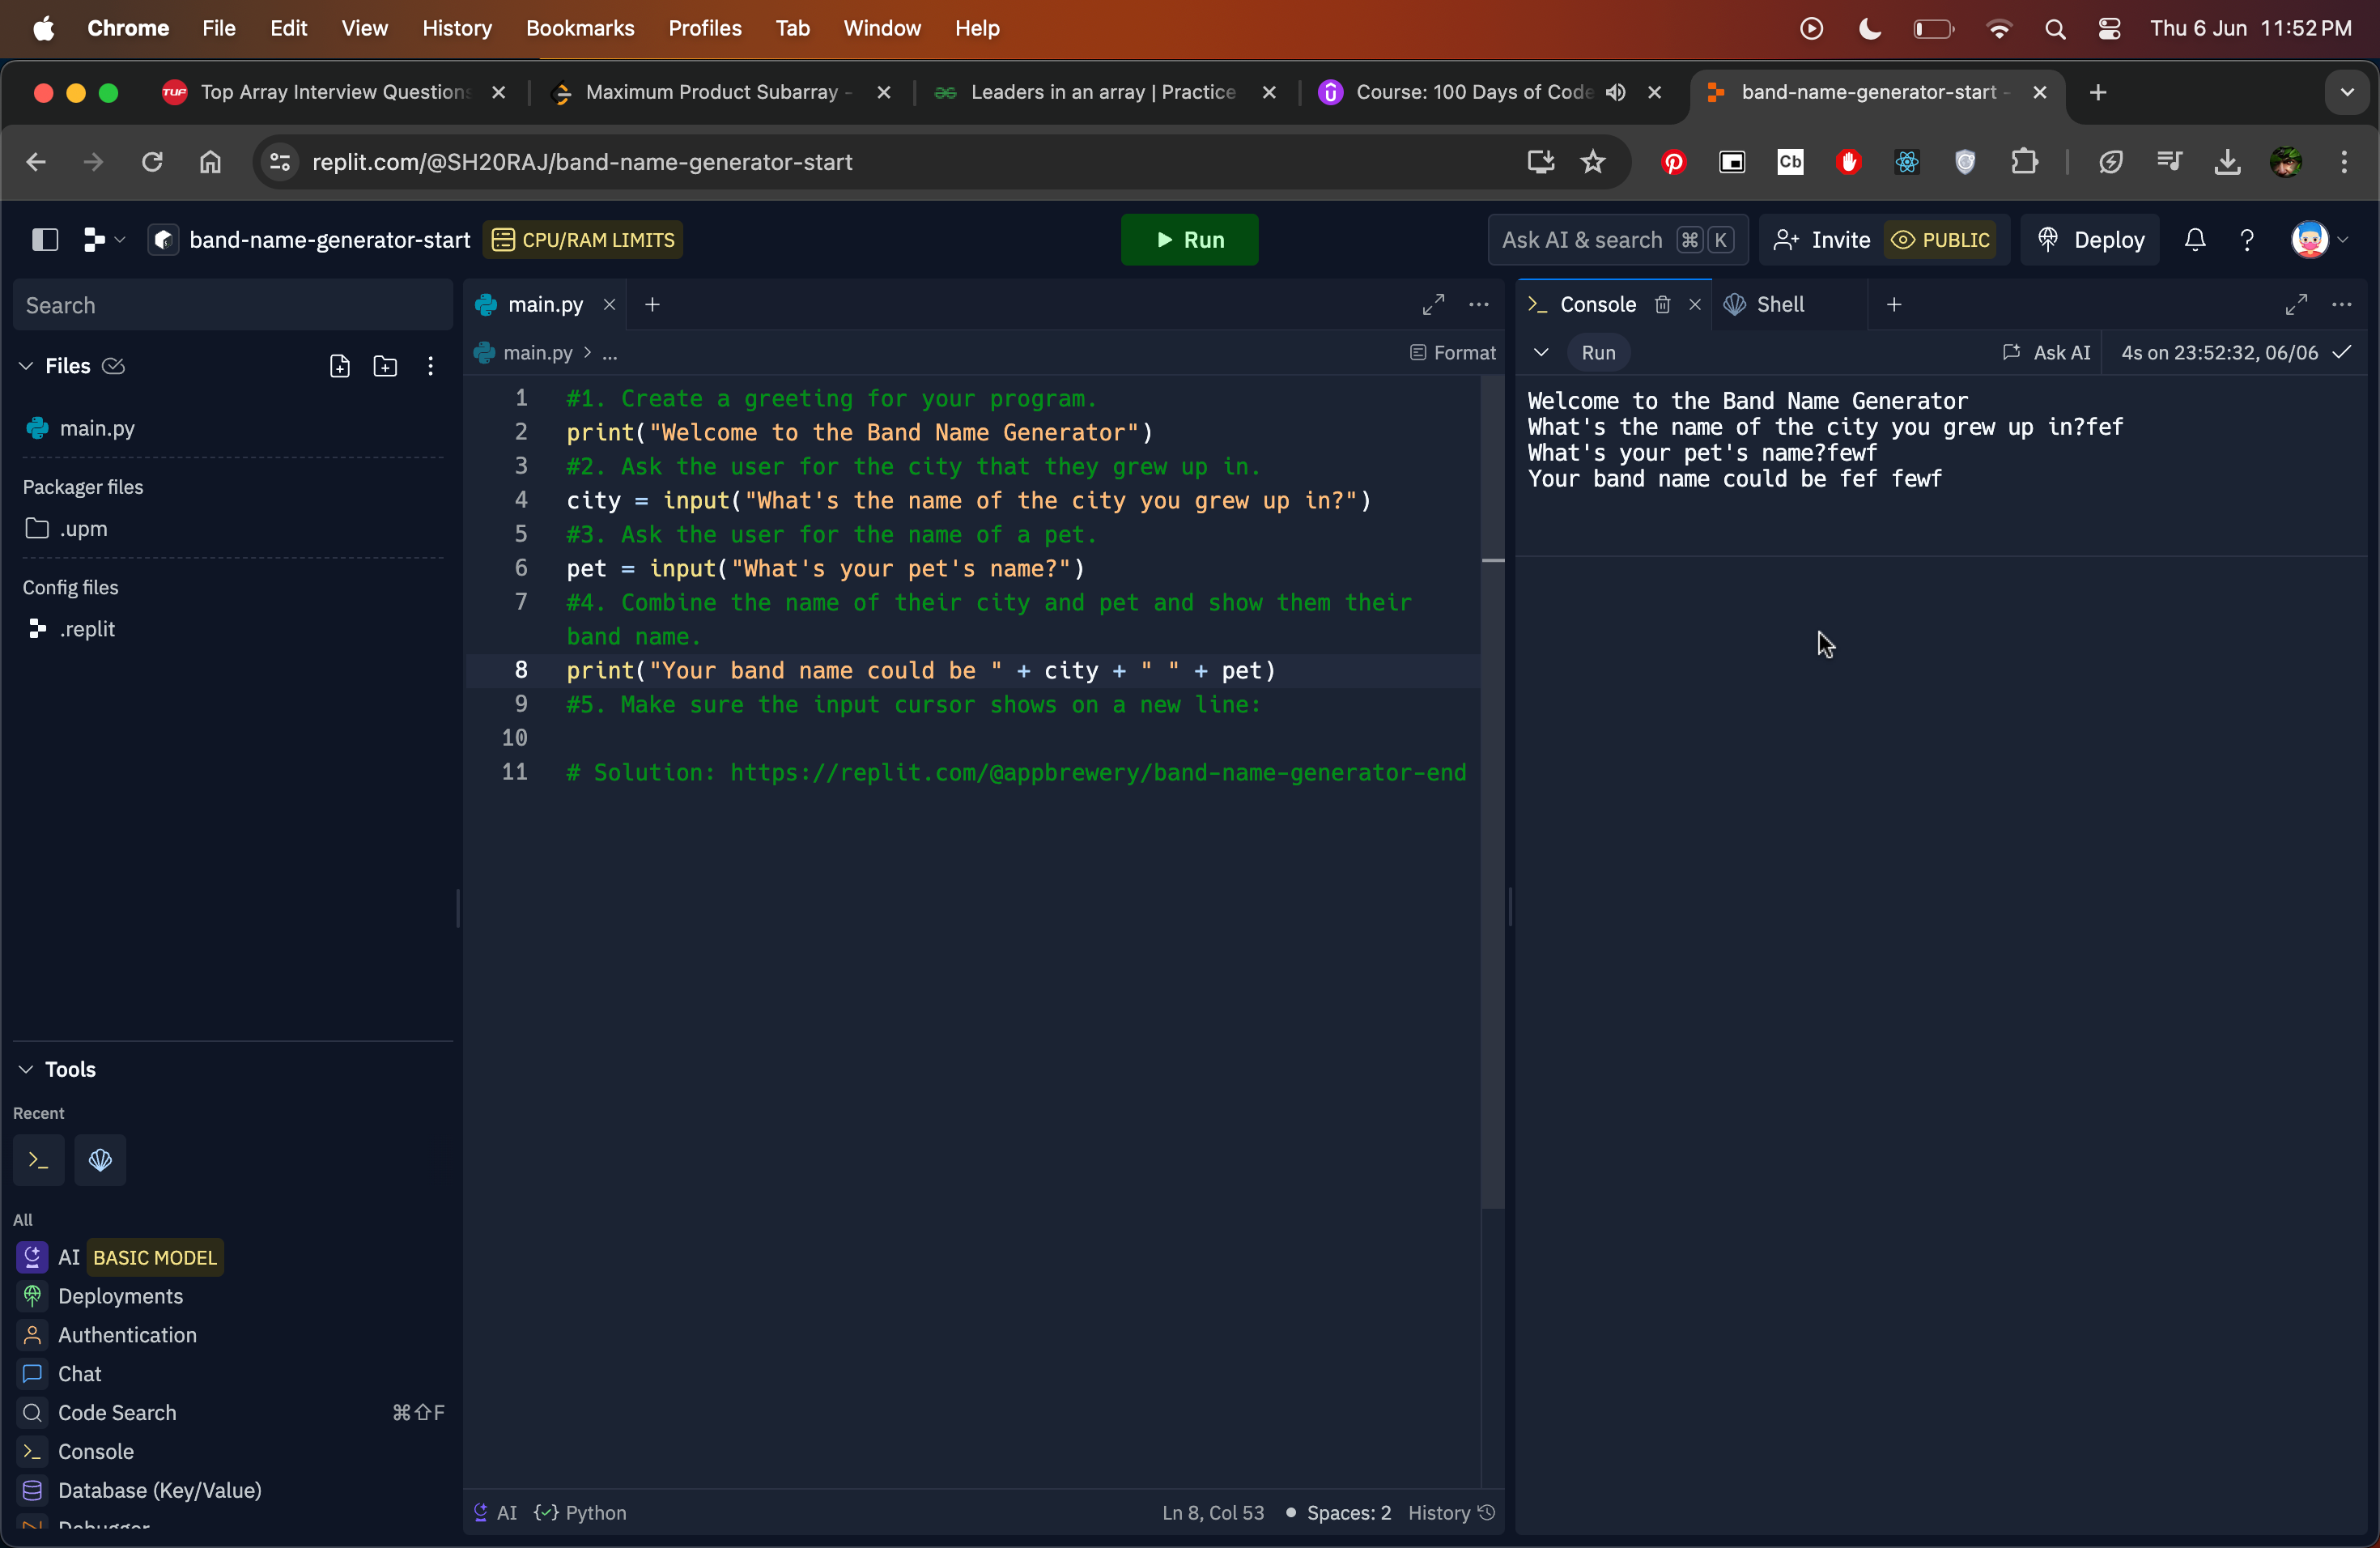 Chrome File Edit View History Bookmarks Profiles Tab Window Help Thu 6 Jun 11:52 PM
TUF Top Array Interview Questions Maximum Product Subarray - Leaders in an array | Practice Course: 100 Days of Code band-name-generator-start -
replit.com/@SH20RAJ/band-name-generator-start Cb
band-name-generator-start CPU/RAM LIMITS Run Ask AI & search ⌘ K Invite PUBLIC Deploy
Search
main.py
Console
Shell
Files
main.py > ...
Format
Run
Ask AI
4s on 23:52:32, 06/06
main.py
Packager files
.upm
Config files
.replit
1 #1. Create a greeting for your program.
2 print("Welcome to the Band Name Generator")
3 #2. Ask the user for the city that they grew up in.
4 city = input("What's the name of the city you grew up in?")
5 #3. Ask the user for the name of a pet.
6 pet = input("What's your pet's name?")
7 #4. Combine the name of their city and pet and show them their
band name.
8 print("Your band name could be " + city + " " + pet)
9 #5. Make sure the input cursor shows on a new line:
10
11 # Solution: https://replit.com/@appbrewery/band-name-generator-end
Welcome to the Band Name Generator
What's the name of the city you grew up in?fef
What's your pet's name?fewf
Your band name could be fef fewf
Tools
Recent
All
AI BASIC MODEL
Deployments
Authentication
Chat
Code Search ⌘⇧F
Console
Database (Key/Value)
Debugger
AI Python Ln 8, Col 53 Spaces: 2 History